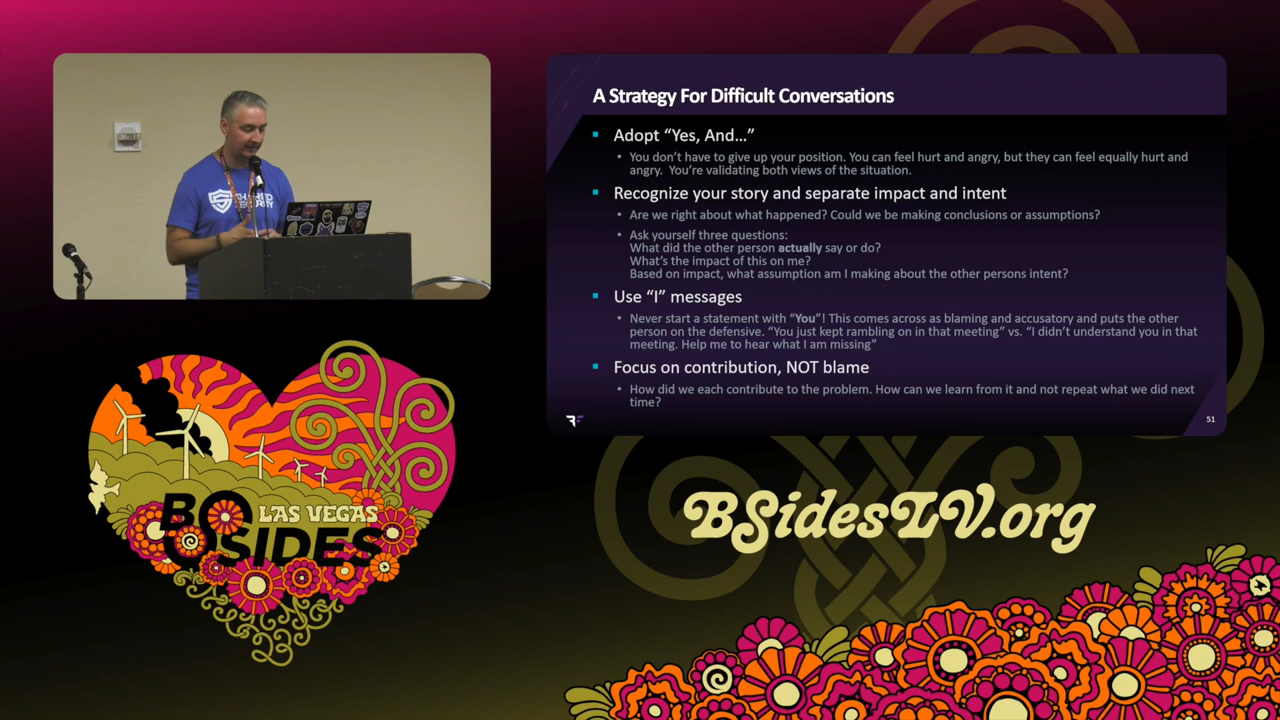 SHARED
SECURITY
A Strategy For Difficult Conversations
Adopt “Yes, And…”
You don’t have to give up your position. You can feel hurt and angry, but they can feel equally hurt and
angry. You’re validating both views of the situation.
Recognize your story and separate impact and intent
Are we right about what happened? Could we be making conclusions or assumptions?
Ask yourself three questions:
What did the other person actually say or do?
What’s the impact of this on me?
Based on impact, what assumption am I making about the other persons intent?
Use “I” messages
Never start a statement with “You”! This comes across as blaming and accusatory and puts the other
person on the defensive. “You just kept rambling on in that meeting” vs. “I didn’t understand you in that
meeting. Help me to hear what I am missing”
Focus on contribution, NOT blame
How did we each contribute to the problem. How can we learn from it and not repeat what we did next
time?
51
LAS VEGAS
BSIDES
BSidesLV.org